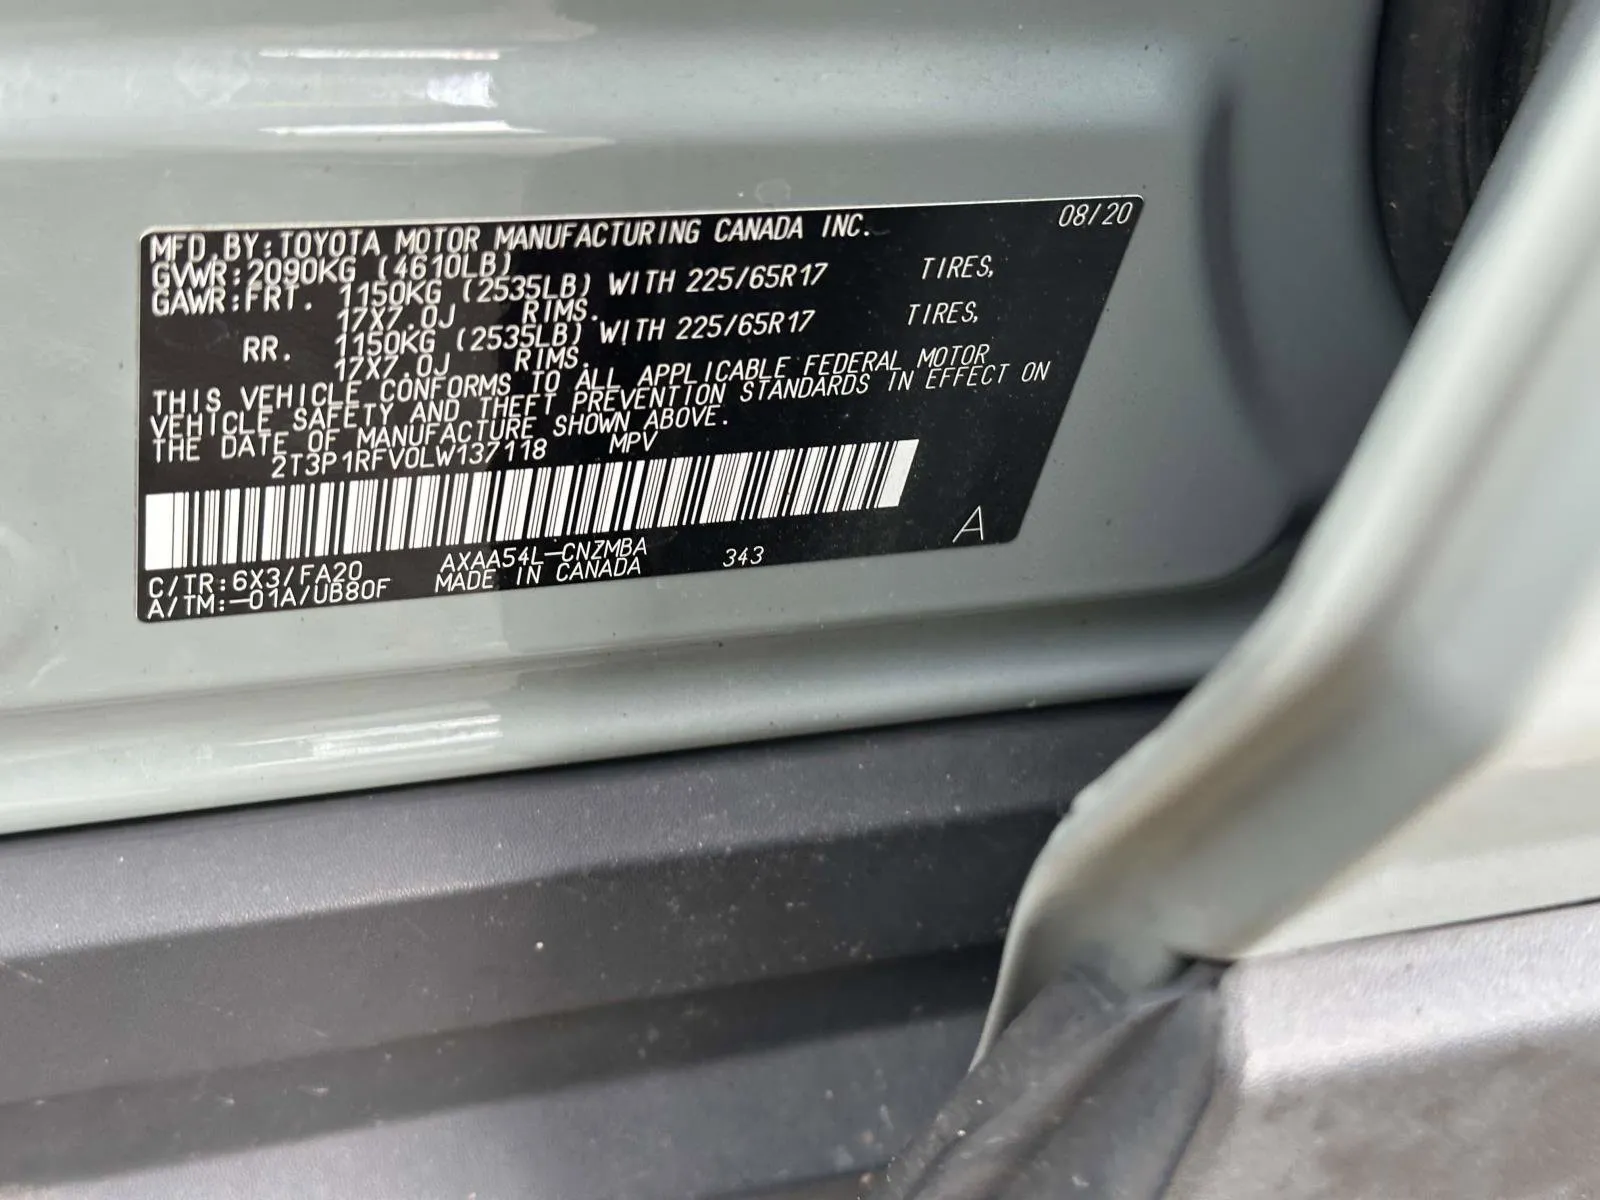 MFD.BY:TOYOTA MOTOR MANUFACTURING CANADA INC. 08/20
GVWR:2090KG (4610LB)
GAWR:FRT. 1150KG (2535LB) WITH 225/65R17 TIRES,
17X7.0J RIMS.
RR. 1150KG (2535LB) WITH 225/65R17 TIRES,
17X7.0J RIMS.
THIS VEHICLE CONFORMS TO ALL APPLICABLE FEDERAL MOTOR
VEHICLE SAFETY AND THEFT PREVENTION STANDARDS IN EFFECT ON
THE DATE OF MANUFACTURE SHOWN ABOVE.
2T3P1RFV0LW137118 MPV
A
C/TR:6X3/FA20 AXAA54L-CNZMBA 343
A/TM:-01A/UB80F MADE IN CANADA